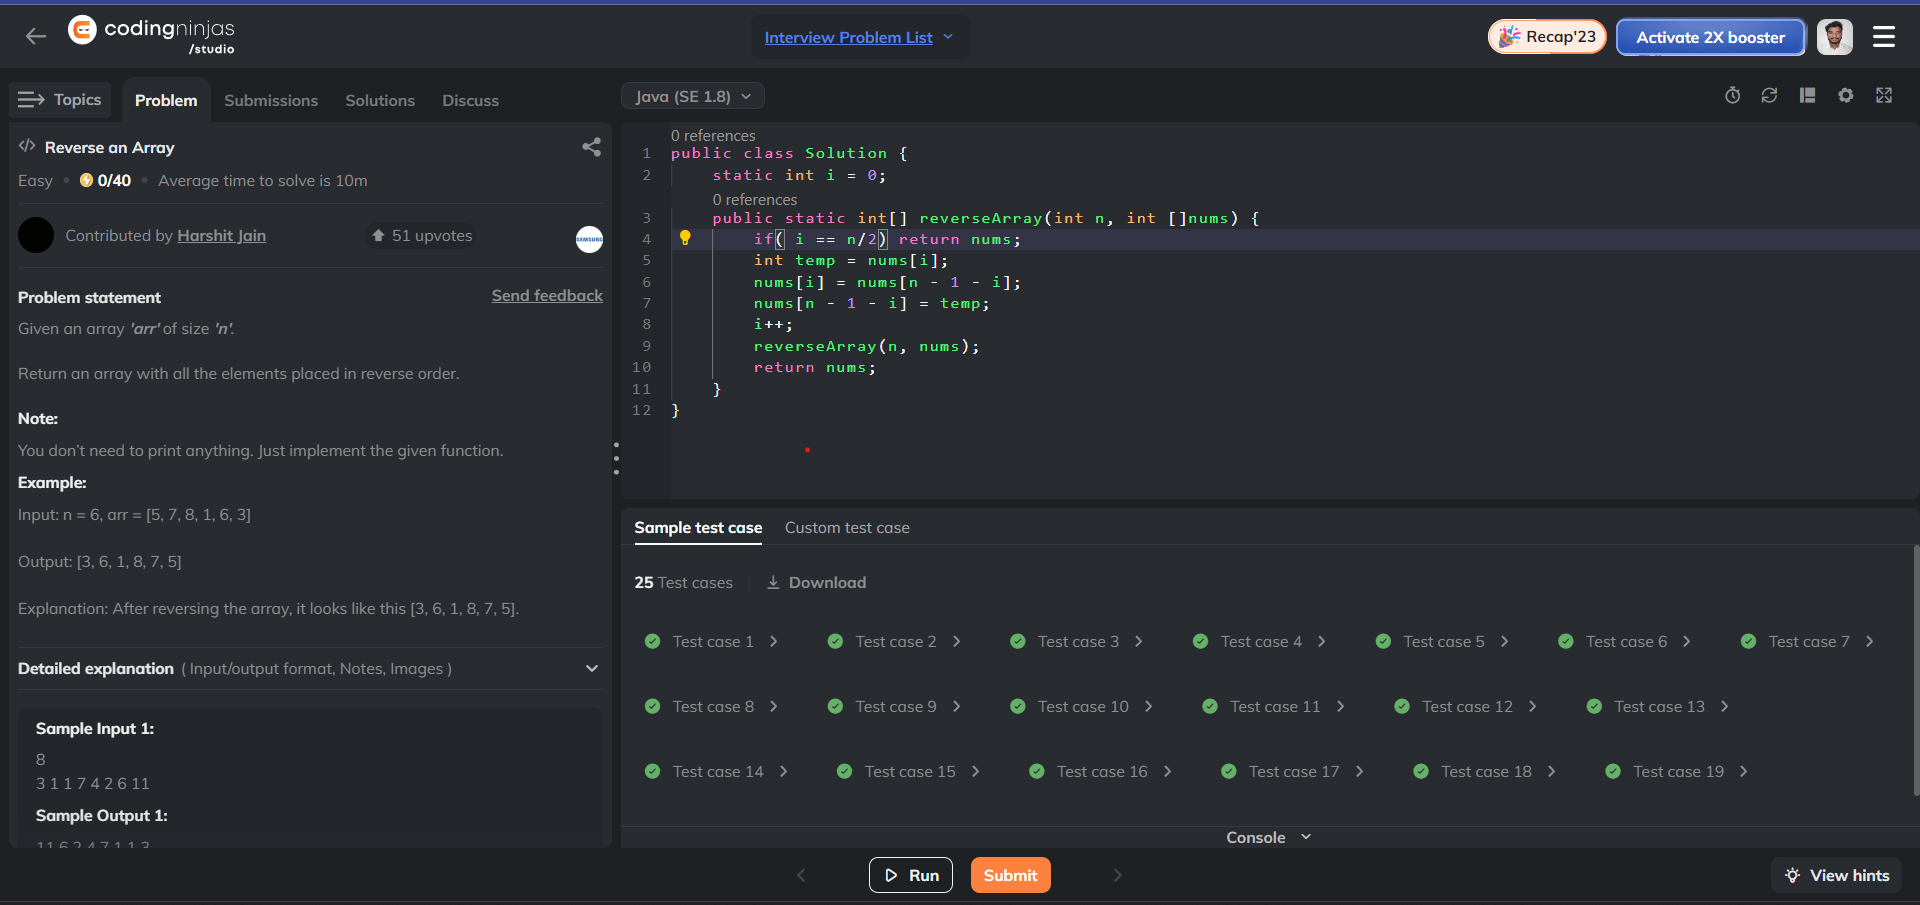 codingninjas
/studio
Interview Problem List
Recap'23
Activate 2X booster
Topics
Problem
Submissions
Solutions
Discuss
Java (SE 1.8)
</> Reverse an Array
Easy • 0/40 • Average time to solve is 10m
Contributed by Harshit Jain
51 upvotes
SAMSUNG
Problem statement
Send feedback
Given an array 'arr' of size 'n'.
Return an array with all the elements placed in reverse order.
Note:
You don't need to print anything. Just implement the given function.
Example:
Input: n = 6, arr = [5, 7, 8, 1, 6, 3]
Output: [3, 6, 1, 8, 7, 5]
Explanation: After reversing the array, it looks like this [3, 6, 1, 8, 7, 5].
Detailed explanation ( Input/output format, Notes, Images )
Sample Input 1:
8
3 1 1 7 4 2 6 11
Sample Output 1:
11 6 2 4 7 1 1 3
0 references
1 public class Solution {
2 static int i = 0;
0 references
3 public static int[] reverseArray(int n, int []nums) {
4 if( i == n/2) return nums;
5 int temp = nums[i];
6 nums[i] = nums[n - 1 - i];
7 nums[n - 1 - i] = temp;
8 i++;
9 reverseArray(n, nums);
10 return nums;
11 }
12 }
Sample test case
Custom test case
25 Test cases
Download
Test case 1
Test case 2
Test case 3
Test case 4
Test case 5
Test case 6
Test case 7
Test case 8
Test case 9
Test case 10
Test case 11
Test case 12
Test case 13
Test case 14
Test case 15
Test case 16
Test case 17
Test case 18
Test case 19
Console
Run
Submit
View hints